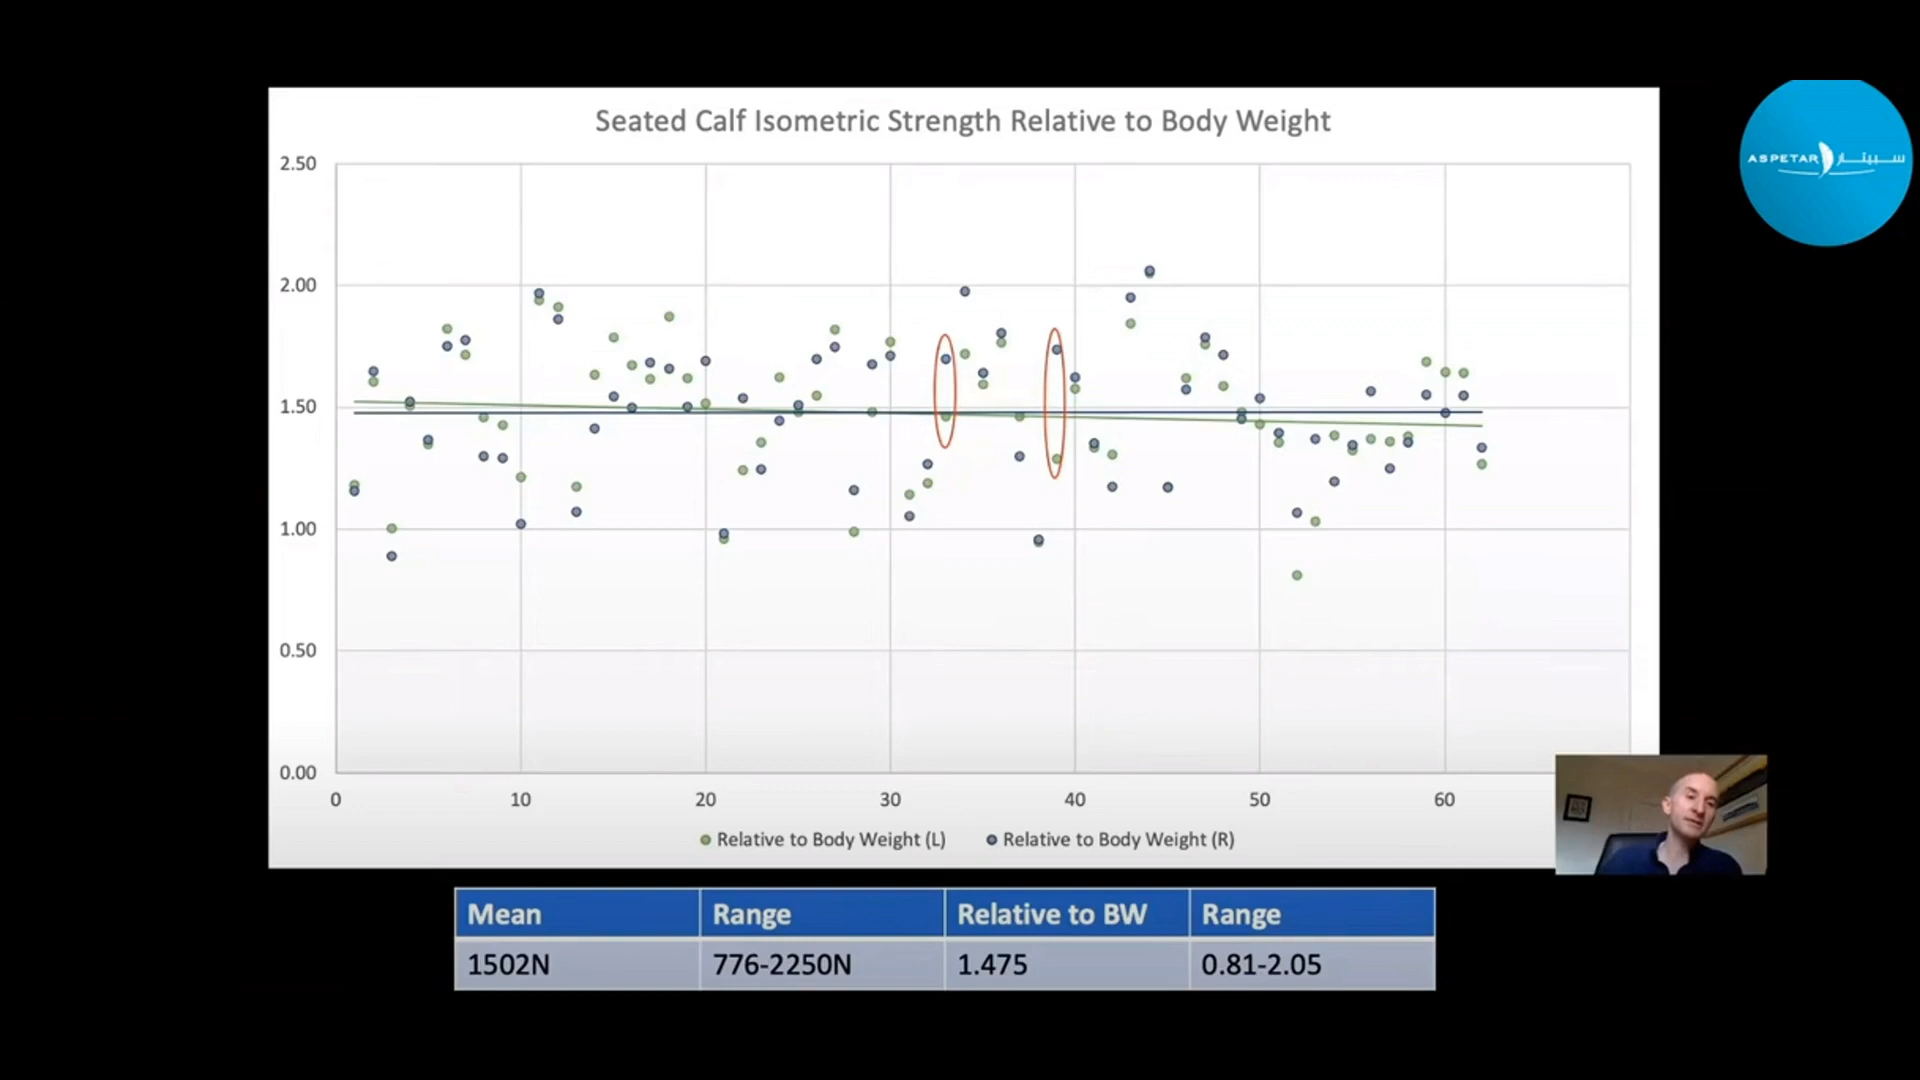 Seated Calf Isometric Strength Relative to Body Weight
2.50
2.00
1.50
1.00
0.50
0.00
0 10 20 30 40 50 60
Relative to Body Weight (L) Relative to Body Weight (R)
Mean Range Relative to BW Range
1502N 776-2250N 1.475 0.81-2.05
ASPETAR سبيتار